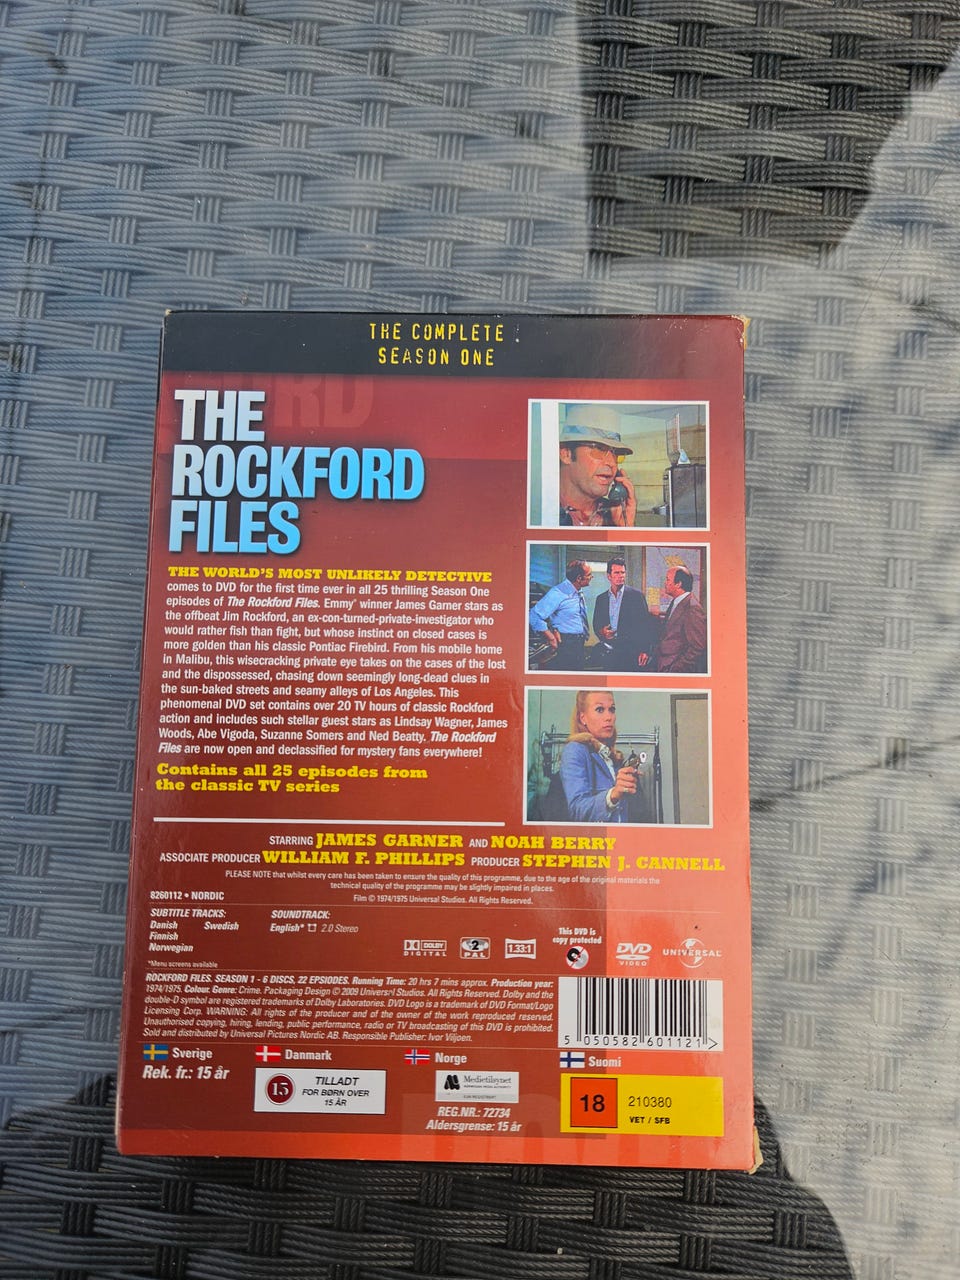 THE COMPLETE
SEASON ONE
THE
ROCKFORD
FILES
THE WORLD'S MOST UNLIKELY DETECTIVE
comes to DVD for the first time ever in all 25 thrilling Season One
episodes of The Rockford Files. Emmy' winner James Garner stars as
the offbeat Jim Rockford, an ex-con-turned-private-investigator who
would rather fish than fight, but whose instinct on closed cases is
more golden than his classic Pontiac Firebird. From his mobile home
in Malibu, this wisecracking private eye takes on the cases of the lost
and the dispossessed, chasing down seemingly long-dead clues in
the sun-baked streets and seamy alleys of Los Angeles. This
phenomenal DVD set contains over 20 TV hours of classic Rockford
action and includes such stellar guest stars as Lindsay Wagner, James
Woods, Abe Vigoda, Suzanne Somers and Ned Beatty. The Rockford
Files are now open and declassified for mystery fans everywhere!
Contains all 25 episodes from
the classic TV series
STARRING JAMES GARNER AND NOAH BERRY
ASSOCIATE PRODUCER WILLIAM F. PHILLIPS PRODUCER STEPHEN J. CANNELL
PLEASE NOTE that whilst every care has been taken to ensure the quality of this programme, due to the age of the original materials the
technical quality of the programme may be slightly impaired in places.
Film © 1974/1975 Universal Studios. All Rights Reserved.
8260112 • NORDIC
SUBTITLE TRACKS:
Danish Swedish
Finnish
Norwegian
*Menu screens available
SOUNDTRACK:
English* 2.0 Stereo
DOLBY
DIGITAL
2
PAL
1.33:1
This DVD is
copy protected
DVD
VIDEO
UNIVERSAL
ROCKFORD FILES. SEASON 1 - 6 DISCS, 22 EPSIODES. Running Time: 20 hrs 7 mins approx. Production year:
1974/1975. Colour. Genre: Crime. Packaging Design © 2009 Universal Studios. All Rights Reserved. Dolby and the
double-D symbol are registered trademarks of Dolby Laboratories. DVD Logo is a trademark of DVD Format/Logo
Licensing Corp. WARNING: All rights of the producer and of the owner of the work reproduced reserved.
Unauthorised copying, hiring, lending, public performance, radio or TV broadcasting of this DVD is prohibited.
Sold and distributed by Universal Pictures Nordic AB. Responsible Publisher: Ivor Viljoen.
5 050582 601121 >
Sverige
Rek. fr.: 15 år
Danmark
15
TILLADT
FOR BØRN OVER
15 ÅR
Norge
Medietilsynet
NORWEGIAN MEDIA AUTHORITY
REG.NR.: 72734
Aldersgrense: 15 år
Suomi
18
210380
VET / SFB